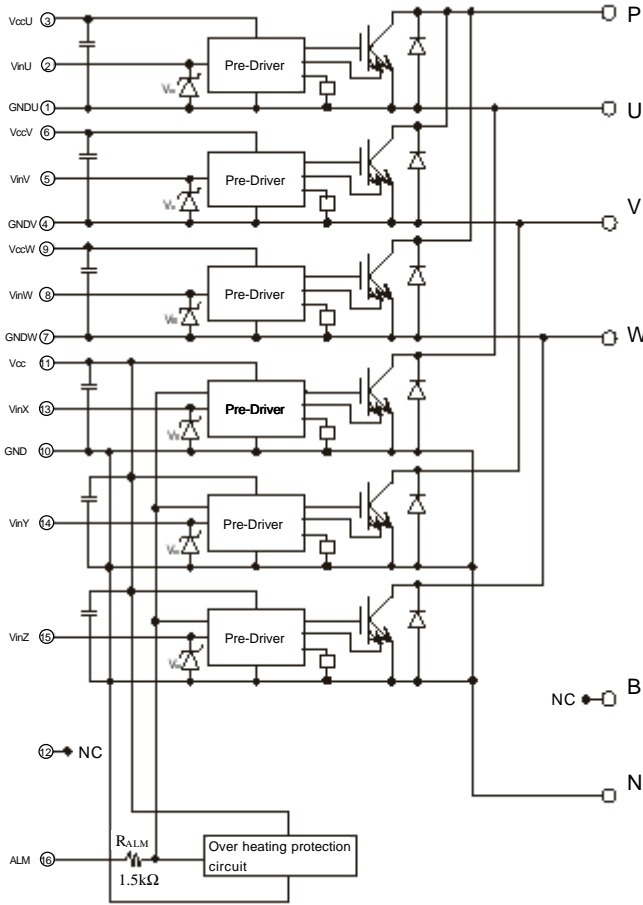 P
VccU 3
VinU 2
Pre-Driver
GNDU 1
U
VccV 6
VinV 5
Pre-Driver
GNDV 4
V
VccW 9
VinW 8
Pre-Driver
GNDW 7
W
Vcc 11
VinX 13
Pre-Driver
GND 10
VinY 14
Pre-Driver
VinZ 15
Pre-Driver
NC B
12 NC
N
RALM
ALM 16
1.5kΩ
Over heating protection
circuit